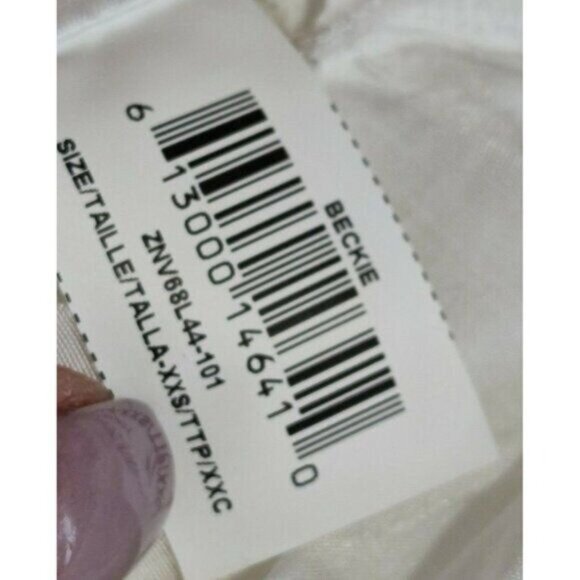 BECKIE
6 13000 14641 0
ZNV68L44-101
SIZE/TAILLE/TALLA-XXS/TTP/XXC